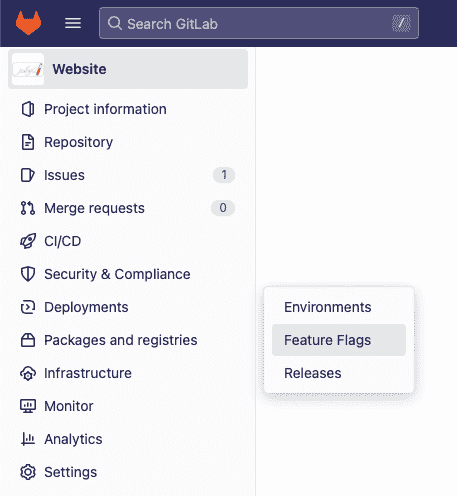 Search GitLab /
Website
Project information
Repository
Issues 1
Merge requests 0
CI/CD
Security & Compliance
Deployments
Environments
Feature Flags
Releases
Packages and registries
Infrastructure
Monitor
Analytics
Settings